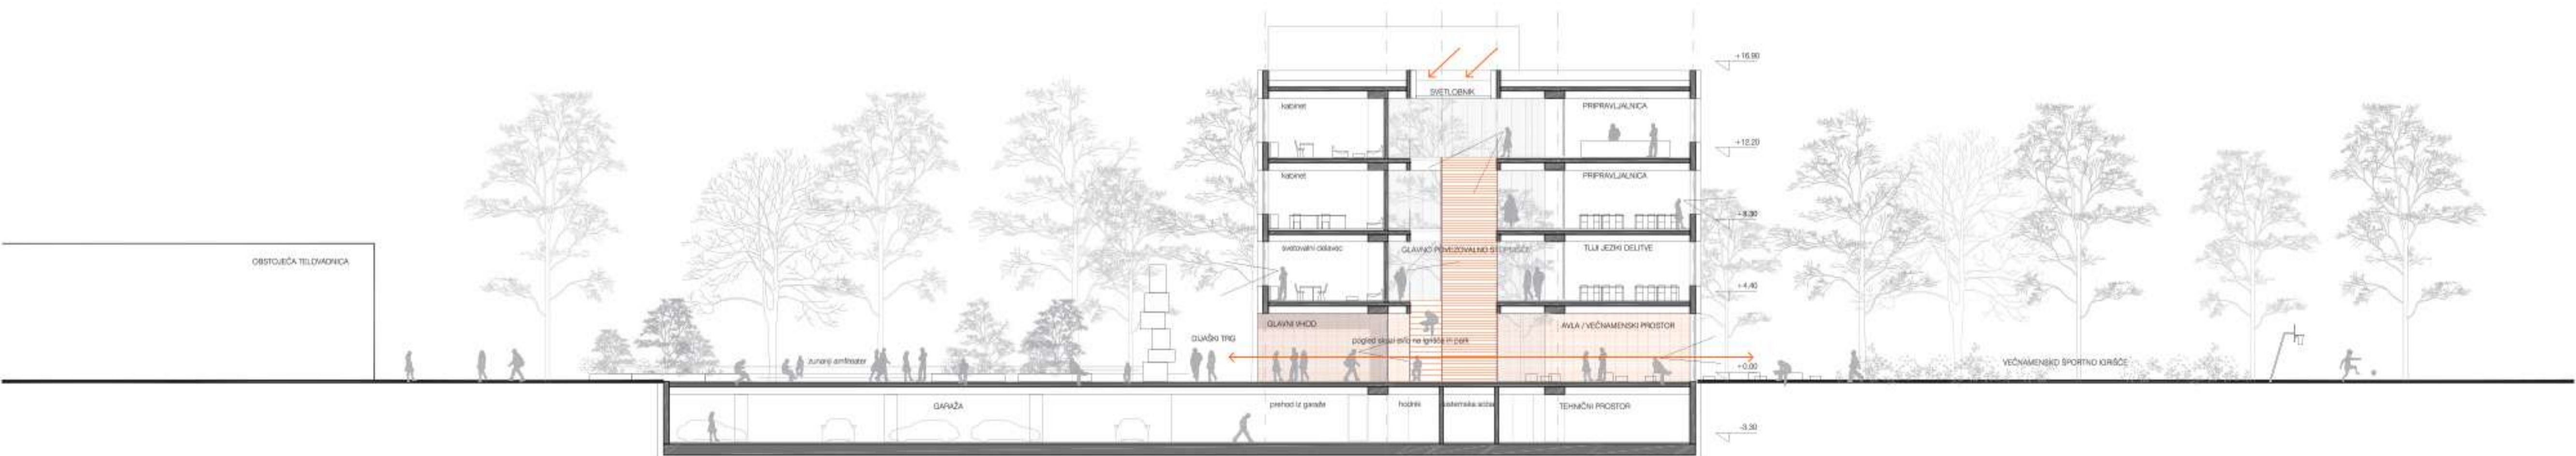 +16.90
SVETLOBNIK
kabinet
PRIPRAVLJALNICA
+12.20
kabinet
PRIPRAVLJALNICA
+8.30
svetovalni delavec
GLAVNO POVEZOVALNO STOPNIŠČE
TUJI JEZIKI DELITVE
OBSTOJEČA TELOVADNICA
+4.40
GLAVNI VHOD
AVLA / VEČNAMENSKI PROSTOR
DIJAŠKI TRG
pogled skozi avlo na igrišče in park
zunanji amfiteater
+0.00
VEČNAMENSKO ŠPORTNO IGRIŠČE
GARAŽA
prehod iz garaže
hodnik
sistemska soba
TEHNIČNI PROSTOR
-3.30